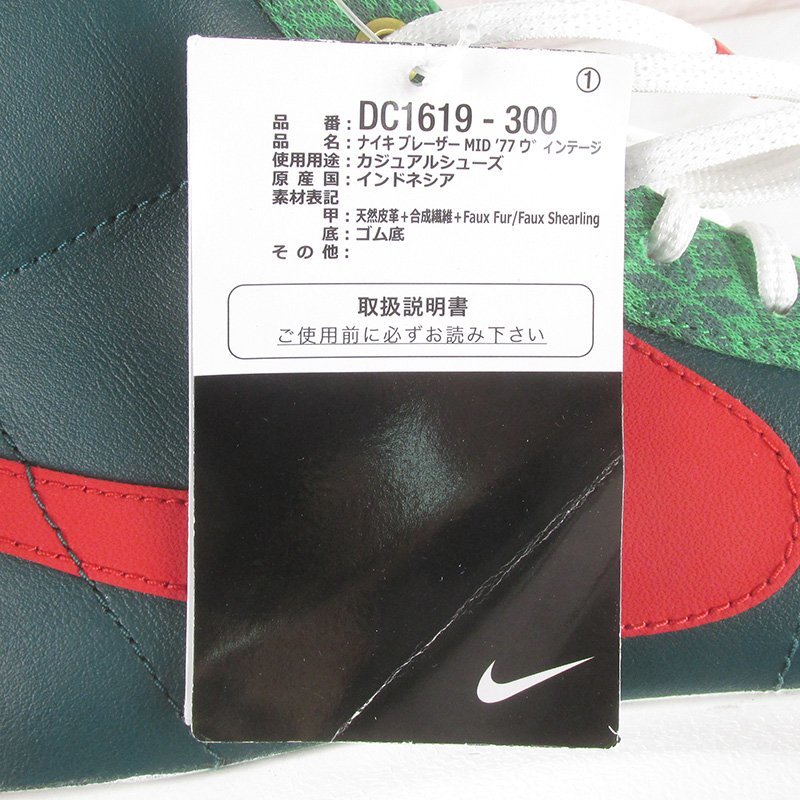 ①
品 番 : DC1619 - 300
品 名 : ナイキ ブレーザー MID '77 ヴィンテージ
使用用途 : カジュアルシューズ
原 産 国 : インドネシア
素材表記
甲 : 天然皮革+合成繊維+Faux Fur/Faux Shearling
底 : ゴム底
そ の 他 :
取扱説明書
ご使用前に必ずお読み下さい